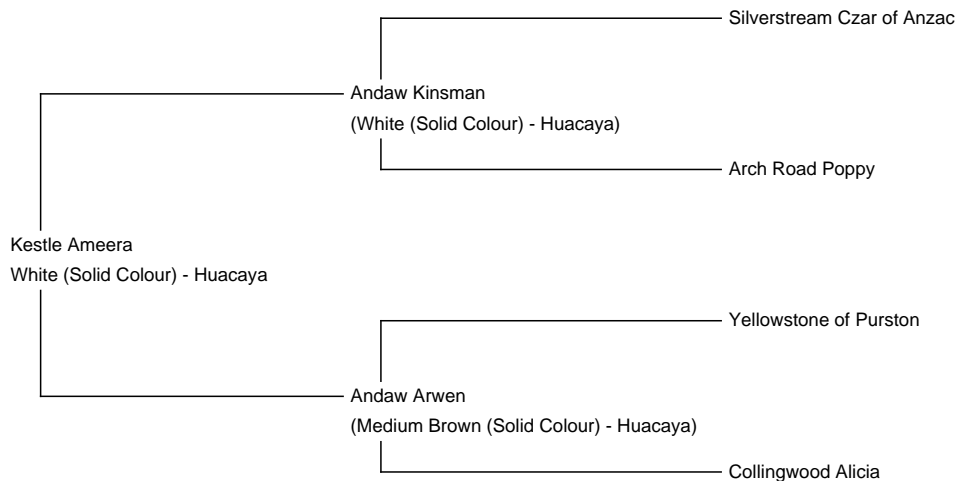 Silverstream Czar of Anzac
Andaw Kinsman
(White (Solid Colour) - Huacaya)
Arch Road Poppy
Kestle Ameera
White (Solid Colour) - Huacaya
Yellowstone of Purston
Andaw Arwen
(Medium Brown (Solid Colour) - Huacaya)
Collingwood Alicia